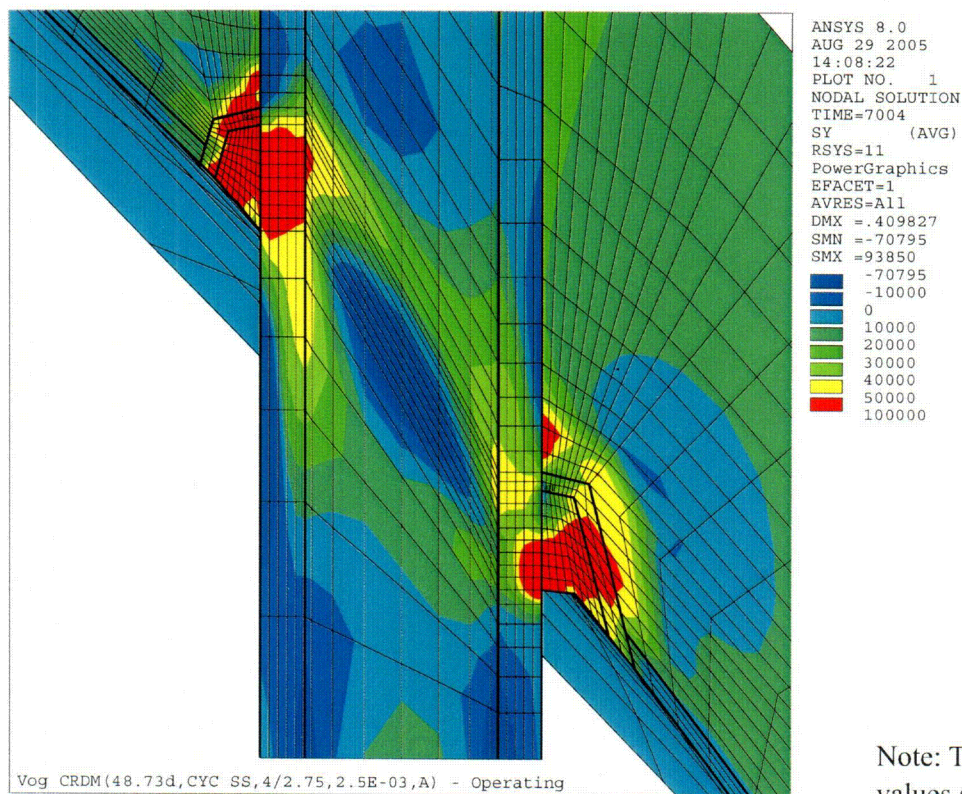 ANSYS 8.0
AUG 29 2005
14:08:22
PLOT NO. 1
NODAL SOLUTION
TIME=7004
SY (AVG)
RSYS=11
PowerGraphics
EFACET=1
AVRES=All
DMX =.409827
SMN =-70795
SMX =93850
-70795
-10000
0
10000
20000
30000
40000
50000
100000
Vog CRDM(48.73d,CYC SS,4/2.75,2.5E-03,A) - Operating
Note: T
values